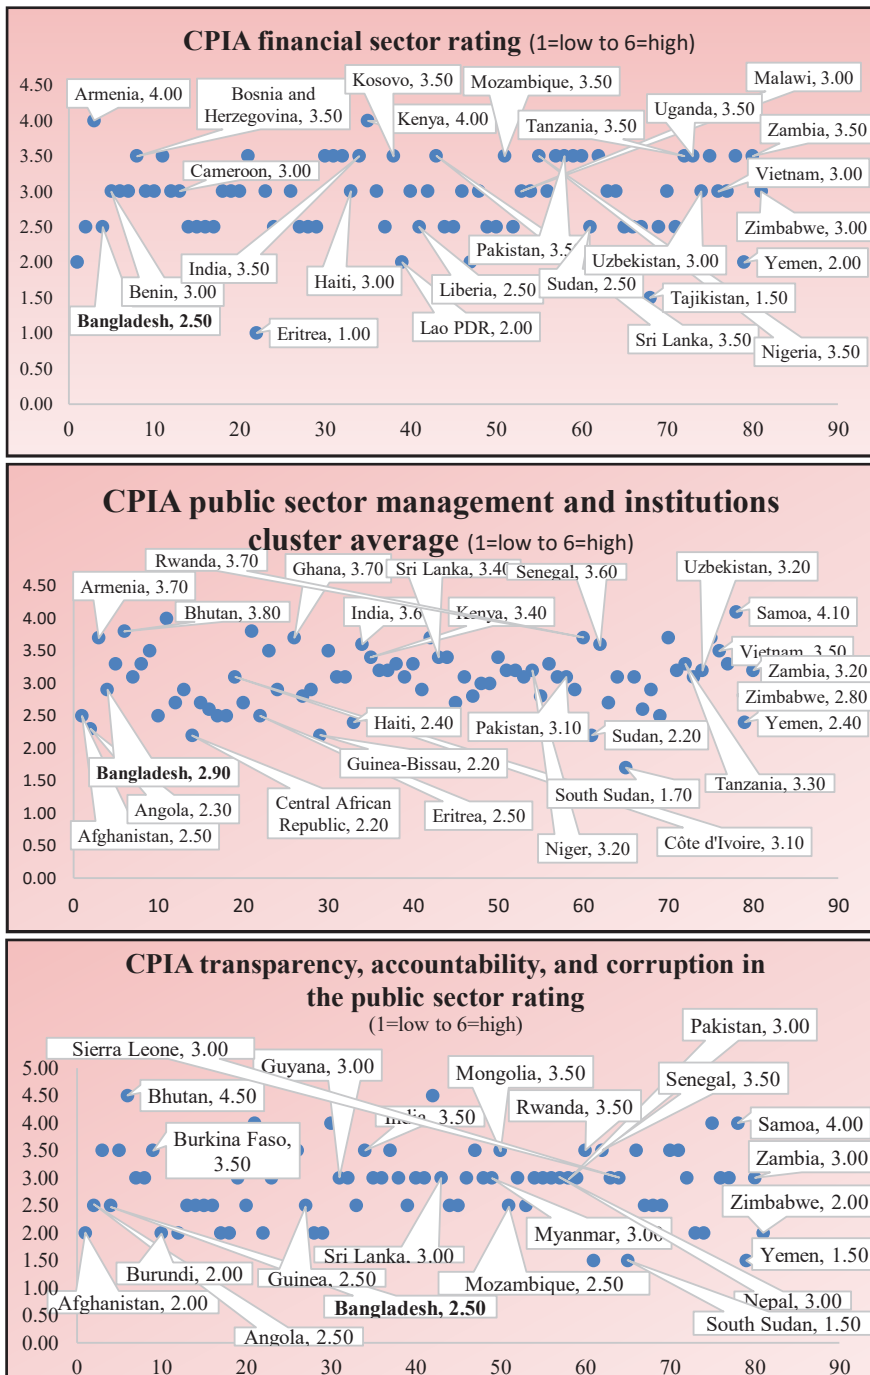 CPIA financial sector rating (1=low to 6=high)
4.50
4.00
3.50
3.00
2.50
2.00
1.50
1.00
0.50
0.00
Armenia, 4.00
Bosnia and
Herzegovina, 3.50
Kosovo, 3.50
Kenya, 4.00
Mozambique, 3.50
Tanzania, 3.50
Uganda, 3.50
Malawi, 3.00
Zambia, 3.50
Cameroon, 3.00
Vietnam, 3.00
Zimbabwe, 3.00
Yemen, 2.00
India, 3.50
Benin, 3.00
Bangladesh, 2.50
Haiti, 3.00
Eritrea, 1.00
Pakistan, 3.5
Liberia, 2.50
Lao PDR, 2.00
Sudan, 2.50
Uzbekistan, 3.00
Tajikistan, 1.50
Sri Lanka, 3.50
Nigeria, 3.50
0 10 20 30 40 50 60 70 80 90
CPIA public sector management and institutions
cluster average (1=low to 6=high)
4.50
4.00
3.50
3.00
2.50
2.00
1.50
1.00
0.50
0.00
Rwanda, 3.70
Armenia, 3.70
Bhutan, 3.80
Ghana, 3.70
Sri Lanka, 3.40
Senegal, 3.60
Uzbekistan, 3.20
India, 3.6
Kenya, 3.40
Samoa, 4.10
Vietnam, 3.50
Zambia, 3.20
Zimbabwe, 2.80
Yemen, 2.40
Haiti, 2.40
Pakistan, 3.10
Sudan, 2.20
Bangladesh, 2.90
Guinea-Bissau, 2.20
Angola, 2.30
Afghanistan, 2.50
Central African
Republic, 2.20
Eritrea, 2.50
South Sudan, 1.70
Tanzania, 3.30
Niger, 3.20
Côte d'Ivoire, 3.10
0 10 20 30 40 50 60 70 80 90
CPIA transparency, accountability, and corruption in
the public sector rating
(1=low to 6=high)
5.00
4.50
4.00
3.50
3.00
2.50
2.00
1.50
1.00
0.50
0.00
Sierra Leone, 3.00
Guyana, 3.00
Mongolia, 3.50
Pakistan, 3.00
Senegal, 3.50
Bhutan, 4.50
India, 3.50
Rwanda, 3.50
Samoa, 4.00
Burkina Faso,
3.50
Zambia, 3.00
Zimbabwe, 2.00
Myanmar, 3.00
Sri Lanka, 3.00
Yemen, 1.50
Burundi, 2.00
Guinea, 2.50
Mozambique, 2.50
Afghanistan, 2.00
Bangladesh, 2.50
Nepal, 3.00
Angola, 2.50
South Sudan, 1.50
0 10 20 30 40 50 60 70 80 90